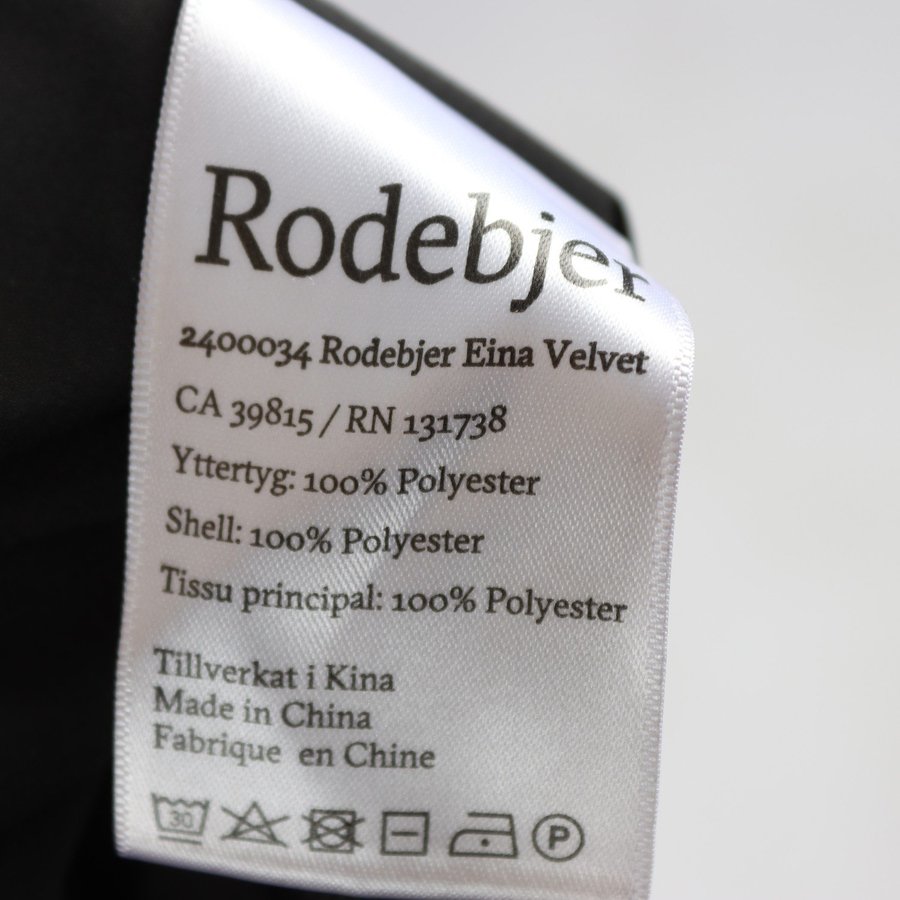 Rodebjer
2400034 Rodebjer Eina Velvet
CA 39815 / RN 131738
Yttertyg: 100% Polyester
Shell: 100% Polyester
Tissu principal: 100% Polyester
Tillverkat i Kina
Made in China
Fabrique en Chine
30 P